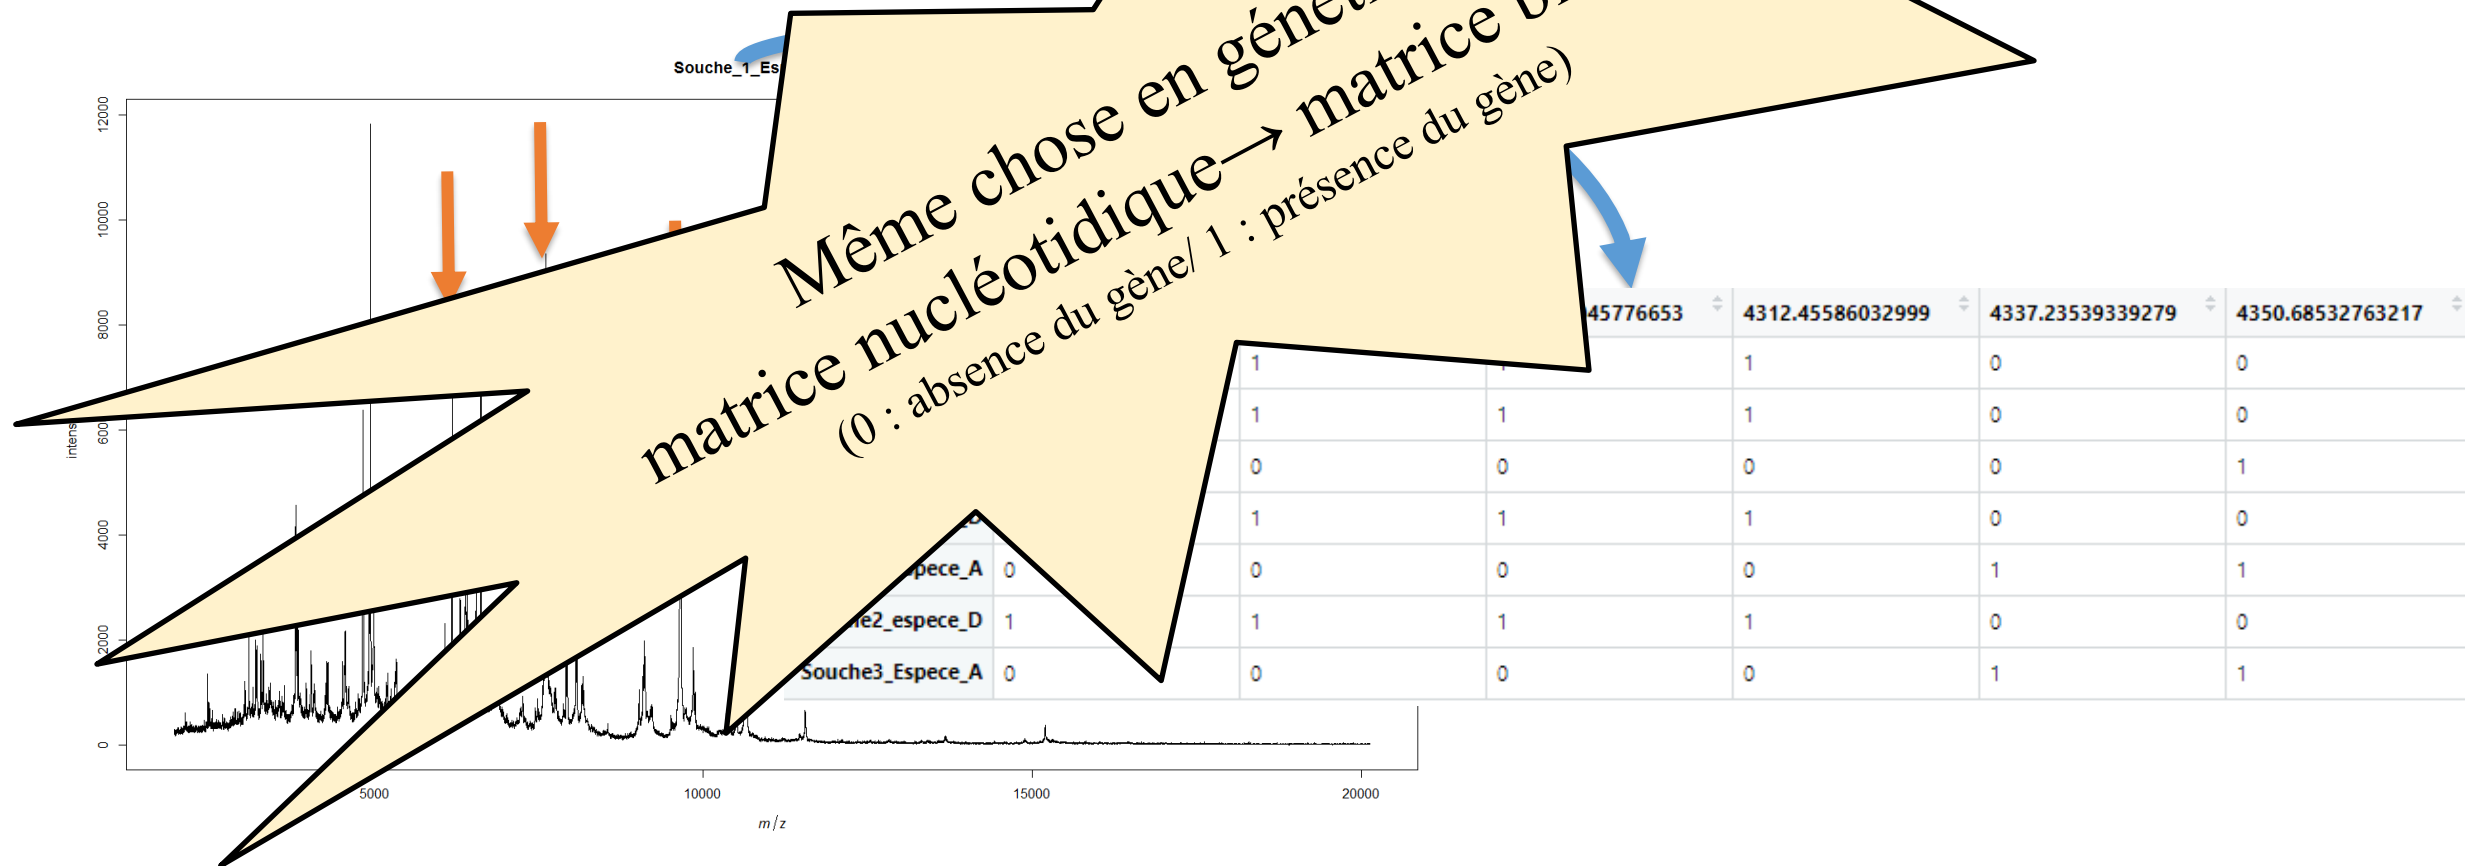 Souche_1_Es
Même chose en généti
matrice nucléotidique→ matrice bi
(0 : absence du gène/ 1 : présence du gène)
12000
10000
8000
600
4000
2000
0
intens
5000
10000
15000
20000
m/z
45776653 4312.45586032999 4337.23539339279 4350.68532763217
1 1 0 0
1 1 1 0 0
0 0 0 0 1
_D 1 1 1 0 0
pece_A 0 0 0 0 1 1
e2_espece_D 1 1 1 1 0 0
Souche3_Espece_A 0 0 0 0 1 1